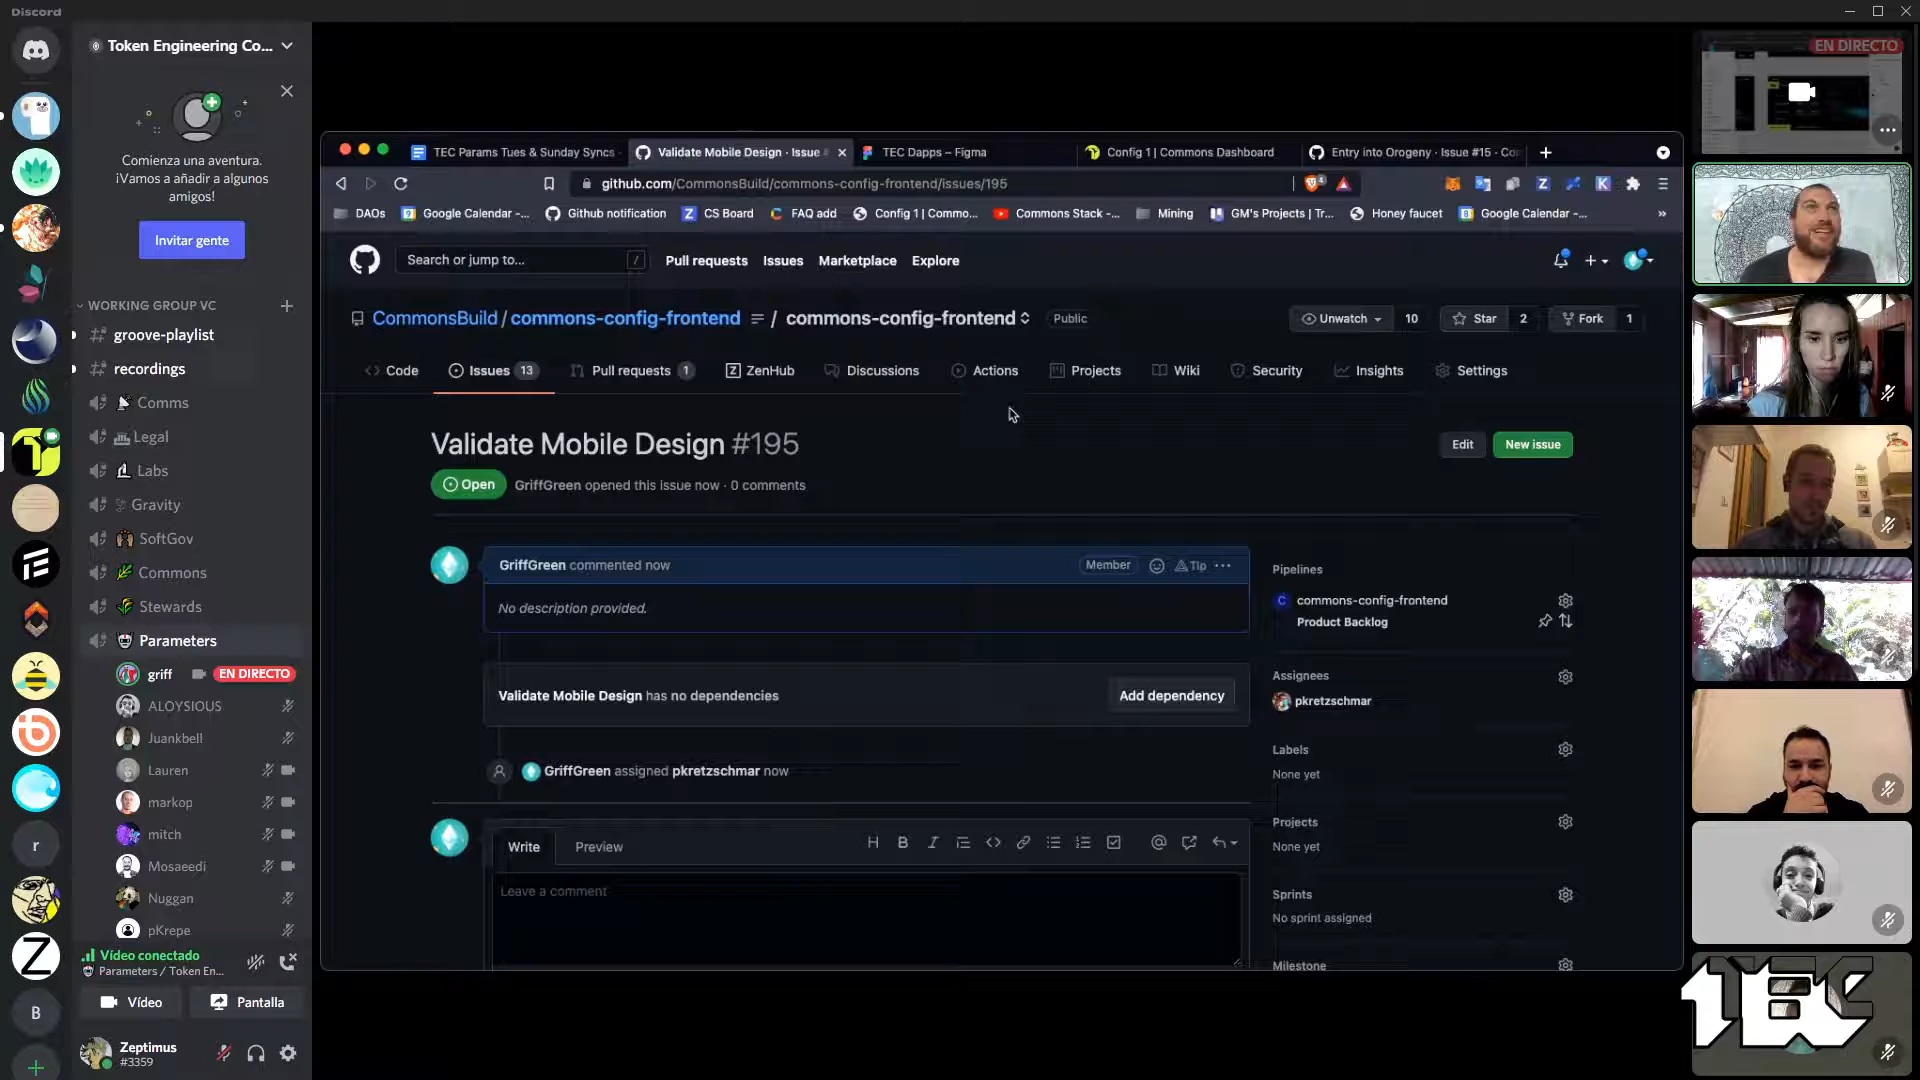 Discord
Token Engineering Co...
Comienza una aventura.
¡Vamos a añadir a algunos
amigos!
Invitar gente
WORKING GROUP VC
groove-playlist
recordings
Comms
Legal
Labs
Gravity
SoftGov
Commons
Stewards
Parameters
griff
EN DIRECTO
ALOYSIOUS
Juankbell
Lauren
markop
mitch
Mosaeedi
Nuggan
pKrepe
Vídeo conectado
Parameters / Token En...
Vídeo
Pantalla
Zeptimus
#3359
r
B
TEC Params Tues & Sunday Syncs
Validate Mobile Design · Issue #
TEC Dapps – Figma
Config 1 | Commons Dashboard
Entry into Orogeny · Issue #15 · Co
github.com/CommonsBuild/commons-config-frontend/issues/195
DAOs
Google Calendar -...
Github notification
CS Board
FAQ add
Config 1 | Commo...
Commons Stack -...
Mining
GM's Projects | Tr...
Honey faucet
Google Calendar -...
»
Search or jump to...
/
Pull requests
Issues
Marketplace
Explore
CommonsBuild / commons-config-frontend / commons-config-frontend
Public
Unwatch
10
Star
2
Fork
1
Code
Issues 13
Pull requests 1
ZenHub
Discussions
Actions
Projects
Wiki
Security
Insights
Settings
Validate Mobile Design #195
Edit
New issue
Open
GriffGreen opened this issue now · 0 comments
GriffGreen commented now
Member
Tip
No description provided.
Validate Mobile Design has no dependencies
Add dependency
GriffGreen assigned pkretzschmar now
Write
Preview
Leave a comment
Pipelines
commons-config-frontend
Product Backlog
Assignees
pkretzschmar
Labels
None yet
Projects
None yet
Sprints
No sprint assigned
Milestone
EN DIRECTO
TEC